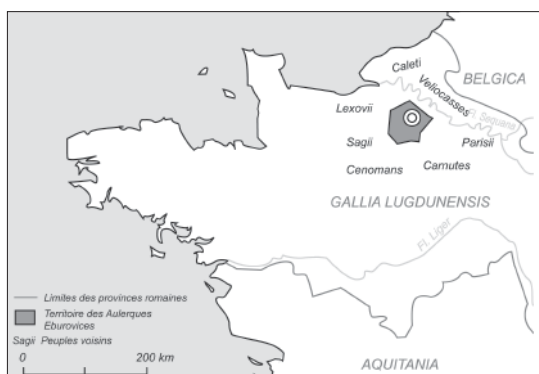 Caleti
BELGICA
Veliocasses
Lexovii
Fl. Sequana
Sagii
Parisii
Cenomans
Carnutes
GALLIA LUGDUNENSIS
Fl. Liger
Limites des provinces romaines
Territoire des Aulerques
Eburovices
Sagii Peuples voisins
0 200 km
AQUITANIA